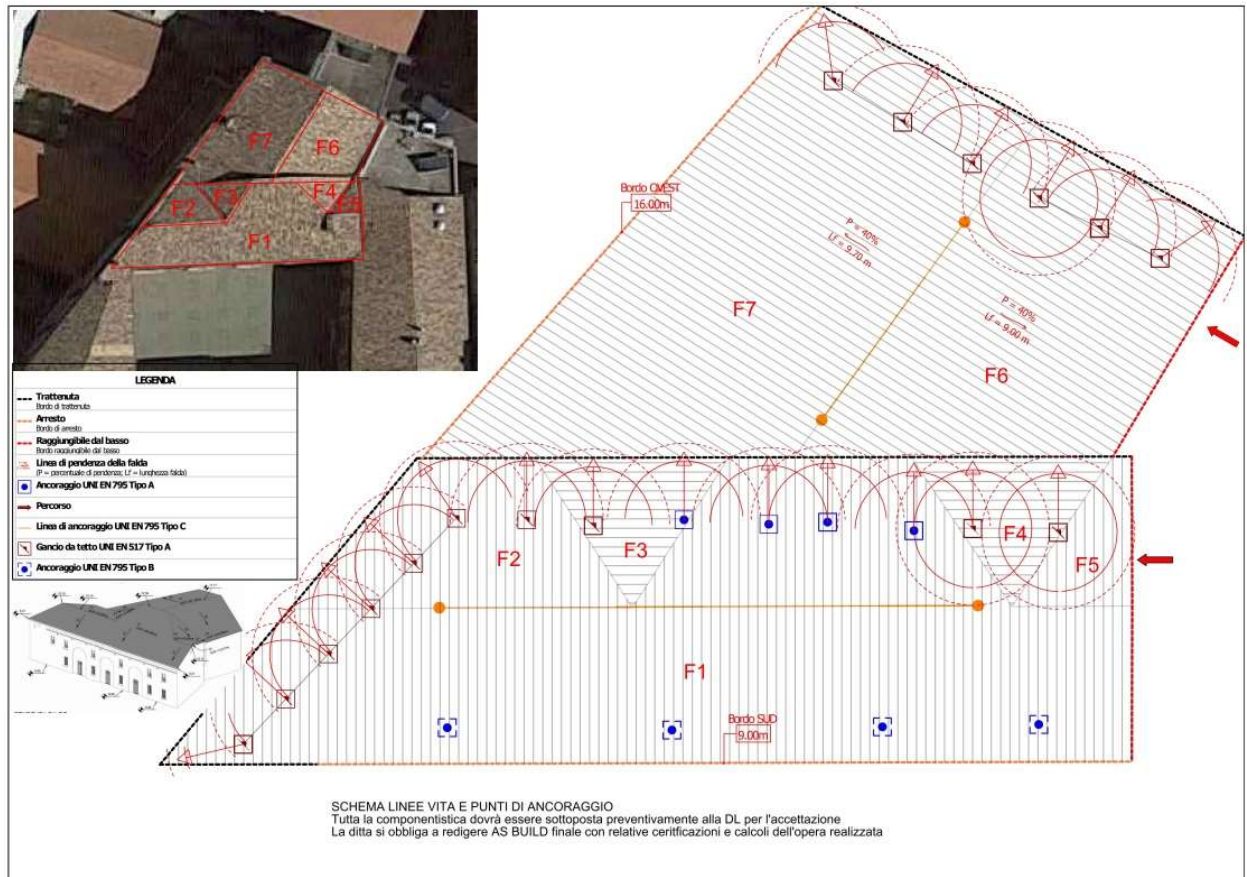 F7
F6
F3
F4
F2
F5
F1
LEGENDA
Trattenuta
Bordo di trattenuta
Arresto
Bordo di arresto
Raggiungibile dal basso
Bordo raggiungibile dal basso
Linea di pendenza della falda
(P = percentuale di pendenza; Lf = lunghezza falda)
Ancoraggio UNI EN 795 Tipo A
Percorso
Linea di ancoraggio UNI EN 795 Tipo C
Gancio da tetto UNI EN 517 Tipo A
Ancoraggio UNI EN 795 Tipo B
Bordo OVEST
16.00m
P = 40%
Lf = 9.70 m
P = 40%
Lf = 9.00 m
F7
F6
F2
F3
F4
F5
F1
Bordo SUD
9.00m
SCHEMA LINEE VITA E PUNTI DI ANCORAGGIO
Tutta la componentistica dovrà essere sottoposta preventivamente alla DL per l'accettazione
La ditta si obbliga a redigere AS BUILD finale con relative ceritficazioni e calcoli dell'opera realizzata